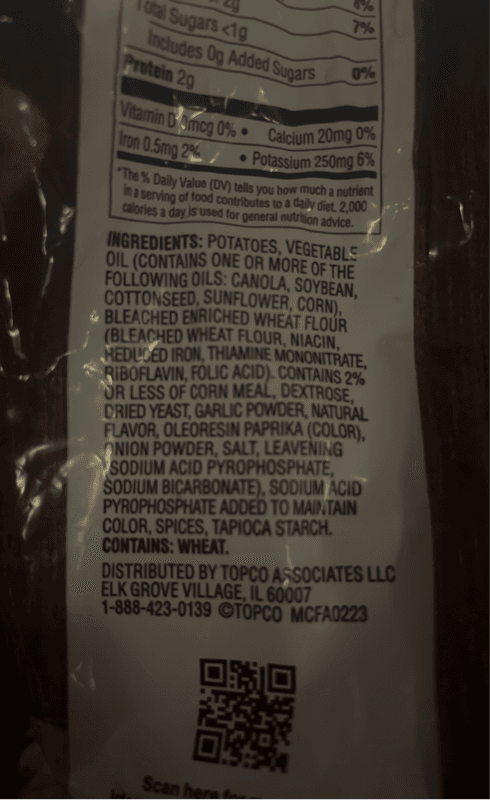 2g 8%
Total Sugars <1g 7%
Includes 0g Added Sugars 0%
Protein 2g
Vitamin D 0mcg 0% • Calcium 20mg 0%
Iron 0.5mg 2% • Potassium 250mg 6%
*The % Daily Value (DV) tells you how much a nutrient
in a serving of food contributes to a daily diet. 2,000
calories a day is used for general nutrition advice.
INGREDIENTS: POTATOES, VEGETABLE
OIL (CONTAINS ONE OR MORE OF THE
FOLLOWING OILS: CANOLA, SOYBEAN,
COTTONSEED, SUNFLOWER, CORN),
BLEACHED ENRICHED WHEAT FLOUR
(BLEACHED WHEAT FLOUR, NIACIN,
REDUCED IRON, THIAMINE MONONITRATE,
RIBOFLAVIN, FOLIC ACID). CONTAINS 2%
OR LESS OF CORN MEAL, DEXTROSE,
DRIED YEAST, GARLIC POWDER, NATURAL
FLAVOR, OLEORESIN PAPRIKA (COLOR),
ONION POWDER, SALT, LEAVENING
(SODIUM ACID PYROPHOSPHATE,
SODIUM BICARBONATE), SODIUM ACID
PYROPHOSPHATE ADDED TO MAINTAIN
COLOR, SPICES, TAPIOCA STARCH.
CONTAINS: WHEAT.
DISTRIBUTED BY TOPCO ASSOCIATES LLC
ELK GROVE VILLAGE, IL 60007
1-888-423-0139 ©TOPCO MCFA0223
Scan here